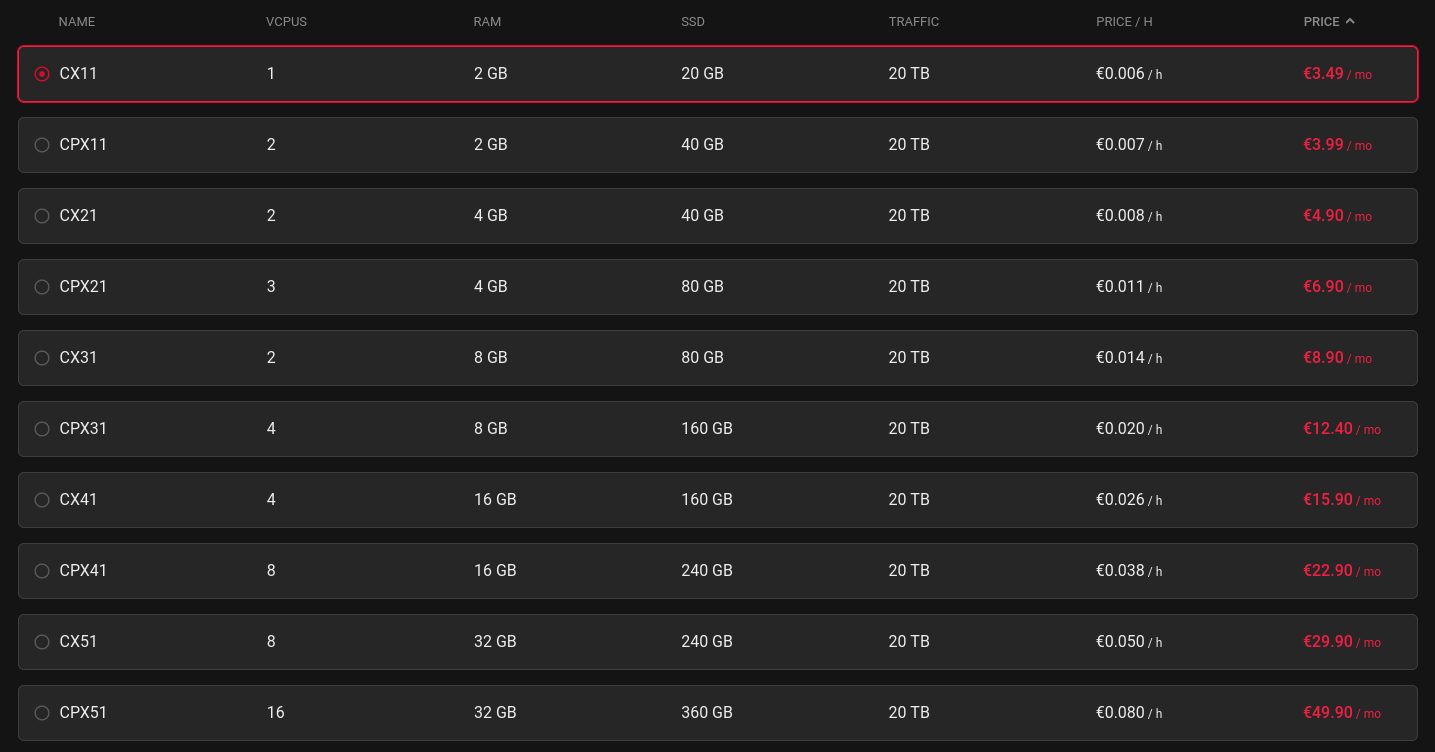 NAME VCPUS RAM SSD TRAFFIC PRICE / H PRICE
CX11 1 2 GB 20 GB 20 TB €0.006 / h €3.49 / mo
CPX11 2 2 GB 40 GB 20 TB €0.007 / h €3.99 / mo
CX21 2 4 GB 40 GB 20 TB €0.008 / h €4.90 / mo
CPX21 3 4 GB 80 GB 20 TB €0.011 / h €6.90 / mo
CX31 2 8 GB 80 GB 20 TB €0.014 / h €8.90 / mo
CPX31 4 8 GB 160 GB 20 TB €0.020 / h €12.40 / mo
CX41 4 16 GB 160 GB 20 TB €0.026 / h €15.90 / mo
CPX41 8 16 GB 240 GB 20 TB €0.038 / h €22.90 / mo
CX51 8 32 GB 240 GB 20 TB €0.050 / h €29.90 / mo
CPX51 16 32 GB 360 GB 20 TB €0.080 / h €49.90 / mo